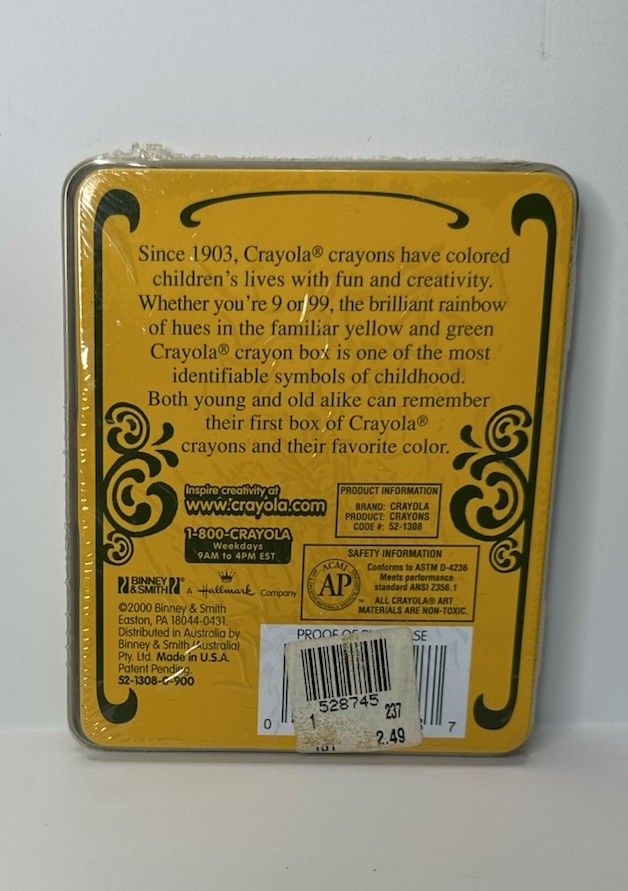 Since 1903, Crayola® crayons have colored
children's lives with fun and creativity.
Whether you're 9 or 99, the brilliant rainbow
of hues in the familiar yellow and green
Crayola® crayon box is one of the most
identifiable symbols of childhood.
Both young and old alike can remember
their first box of Crayola®
crayons and their favorite color.
Inspire creativity at
www.crayola.com
1-800-CRAYOLA
Weekdays
9AM to 4PM EST
PRODUCT INFORMATION
BRAND: CRAYOLA
PRODUCT: CRAYONS
CODE #: 52-1308
SAFETY INFORMATION
ACMI
AP
Conforms to ASTM D-4236
Meets performance
standard ANSI Z356.1
ALL CRAYOLA® ART
MATERIALS ARE NON-TOXIC.
BINNEY
& SMITH
A Hallmark Company
©2000 Binney & Smith
Easton, PA 18044-0431.
Distributed in Australia by
Binney & Smith (Australia)
Pty. Ltd. Made in U.S.A.
Patent Pending.
52-1308-0-900
PROOF OF
SE
0
7
528745
1
237
2.49